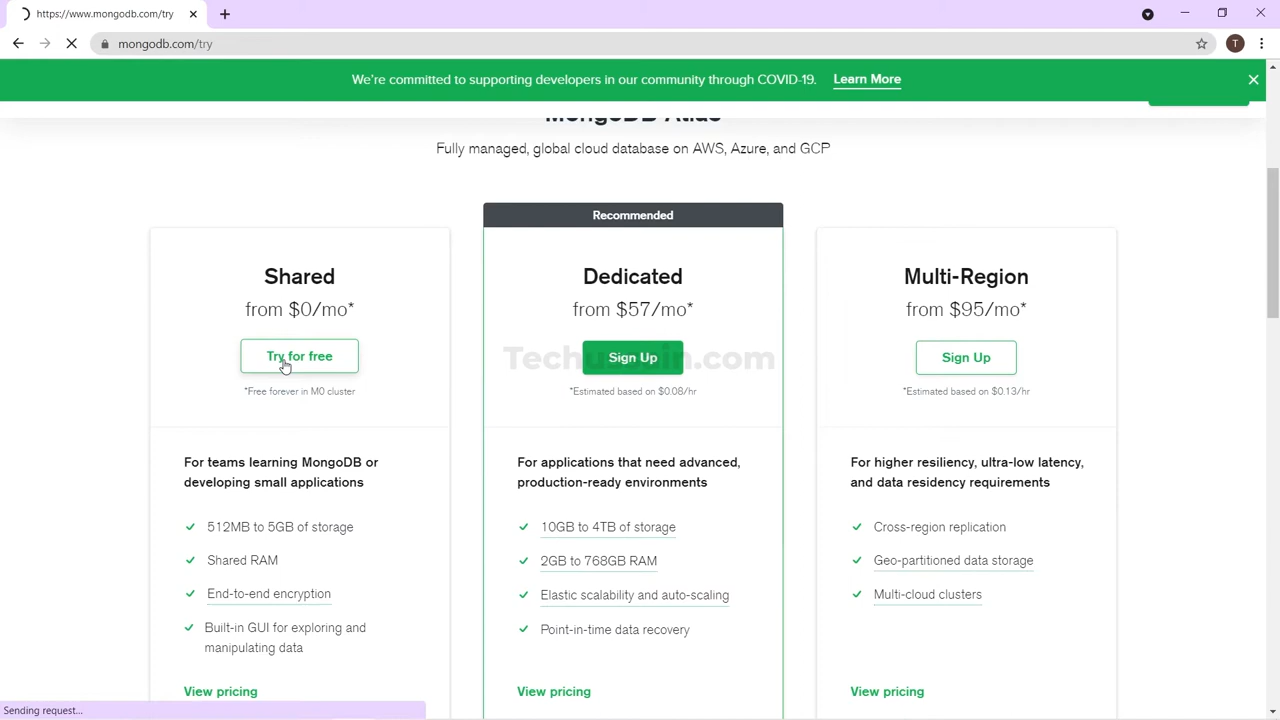 https://www.mongodb.com/try
mongodb.com/try
T
We're committed to supporting developers in our community through COVID-19. Learn More
MongoDB Atlas
Fully managed, global cloud database on AWS, Azure, and GCP
Recommended
Shared
from $0/mo*
Try for free
*Free forever in M0 cluster
For teams learning MongoDB or
developing small applications
512MB to 5GB of storage
Shared RAM
End-to-end encryption
Built-in GUI for exploring and
manipulating data
View pricing
Dedicated
from $57/mo*
Sign Up
*Estimated based on $0.08/hr
For applications that need advanced,
production-ready environments
10GB to 4TB of storage
2GB to 768GB RAM
Elastic scalability and auto-scaling
Point-in-time data recovery
View pricing
Multi-Region
from $95/mo*
Sign Up
*Estimated based on $0.13/hr
For higher resiliency, ultra-low latency,
and data residency requirements
Cross-region replication
Geo-partitioned data storage
Multi-cloud clusters
View pricing
Sending request...